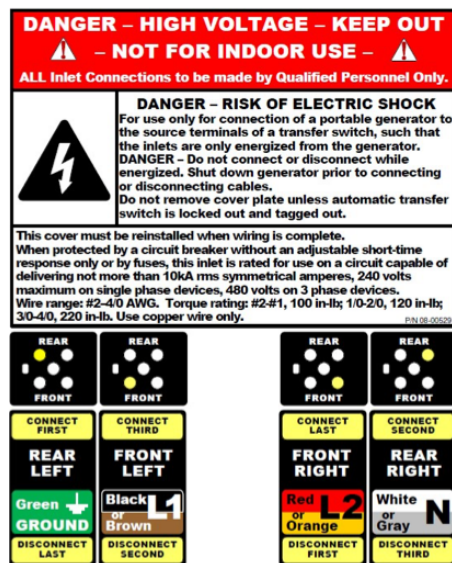 DANGER – HIGH VOLTAGE – KEEP OUT
– NOT FOR INDOOR USE –
ALL Inlet Connections to be made by Qualified Personnel Only.
DANGER – RISK OF ELECTRIC SHOCK
For use only for connection of a portable generator to
the source terminals of a transfer switch, such that
the inlets are only energized from the generator.
DANGER – Do not connect or disconnect while
energized. Shut down generator prior to connecting
or disconnecting cables.
Do not remove cover plate unless automatic transfer
switch is locked out and tagged out.
This cover must be reinstalled when wiring is complete.
When protected by a circuit breaker without an adjustable short-time
response only or by fuses, this inlet is rated for use on a circuit capable of
delivering not more than 10kA rms symmetrical amperes, 240 volts
maximum on single phase devices, 480 volts on 3 phase devices.
Wire range: #2-4/0 AWG. Torque rating: #2-#1, 100 in-lb; 1/0-2/0, 120 in-lb;
3/0-4/0, 220 in-lb. Use copper wire only.
P/N 08-00529
REAR
FRONT
CONNECT
FIRST
REAR
LEFT
Green
GROUND
DISCONNECT
LAST
REAR
FRONT
CONNECT
THIRD
FRONT
LEFT
Black
or
Brown
L1
DISCONNECT
SECOND
REAR
FRONT
CONNECT
LAST
FRONT
RIGHT
Red
or
Orange
L2
DISCONNECT
FIRST
REAR
FRONT
CONNECT
SECOND
REAR
RIGHT
White
or
Gray
N
DISCONNECT
THIRD